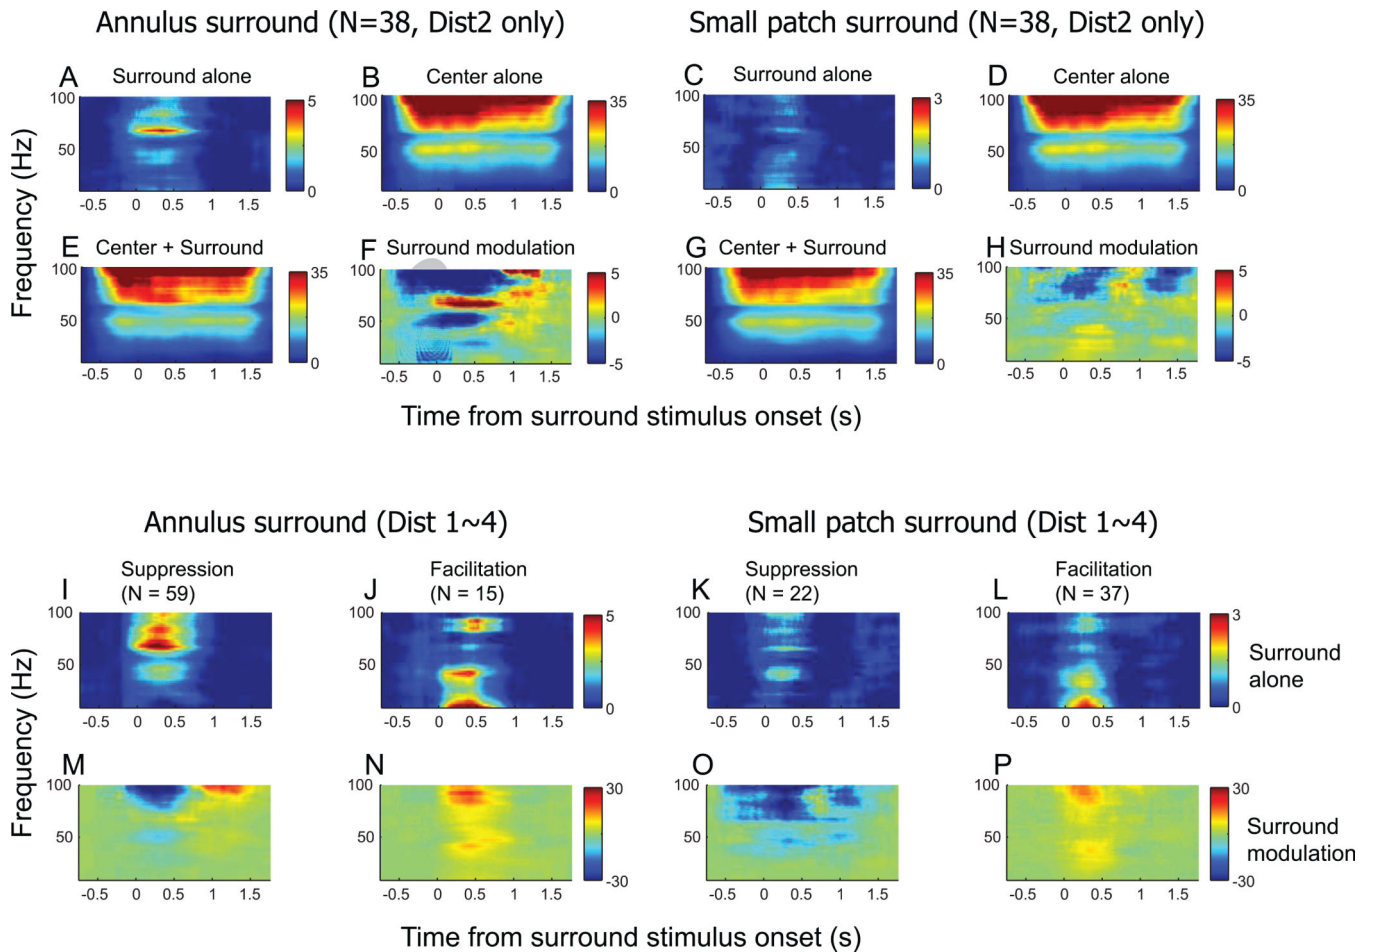 Annulus surround (N=38, Dist2 only)
Small patch surround (N=38, Dist2 only)
A Surround alone
B Center alone
C Surround alone
D Center alone
100
50
-0.5 0 0.5 1 1.5
5
0
100
50
-0.5 0 0.5 1 1.5
35
0
100
50
-0.5 0 0.5 1 1.5
3
0
100
50
-0.5 0 0.5 1 1.5
35
0
Frequency (Hz)
E Center + Surround
F Surround modulation
G Center + Surround
H Surround modulation
100
50
-0.5 0 0.5 1 1.5
35
0
100
50
-0.5 0 0.5 1 1.5
5
0
-5
100
50
-0.5 0 0.5 1 1.5
35
0
100
50
-0.5 0 0.5 1 1.5
5
0
-5
Time from surround stimulus onset (s)
Annulus surround (Dist 1~4)
Small patch surround (Dist 1~4)
I Suppression
(N = 59)
J Facilitation
(N = 15)
K Suppression
(N = 22)
L Facilitation
(N = 37)
100
50
-0.5 0 0.5 1 1.5
100
50
-0.5 0 0.5 1 1.5
5
0
100
50
-0.5 0 0.5 1 1.5
100
50
-0.5 0 0.5 1 1.5
3
0
Surround
alone
Frequency (Hz)
M
N
O
P
100
50
-0.5 0 0.5 1 1.5
100
50
-0.5 0 0.5 1 1.5
30
-30
100
50
-0.5 0 0.5 1 1.5
100
50
-0.5 0 0.5 1 1.5
30
-30
Surround
modulation
Time from surround stimulus onset (s)